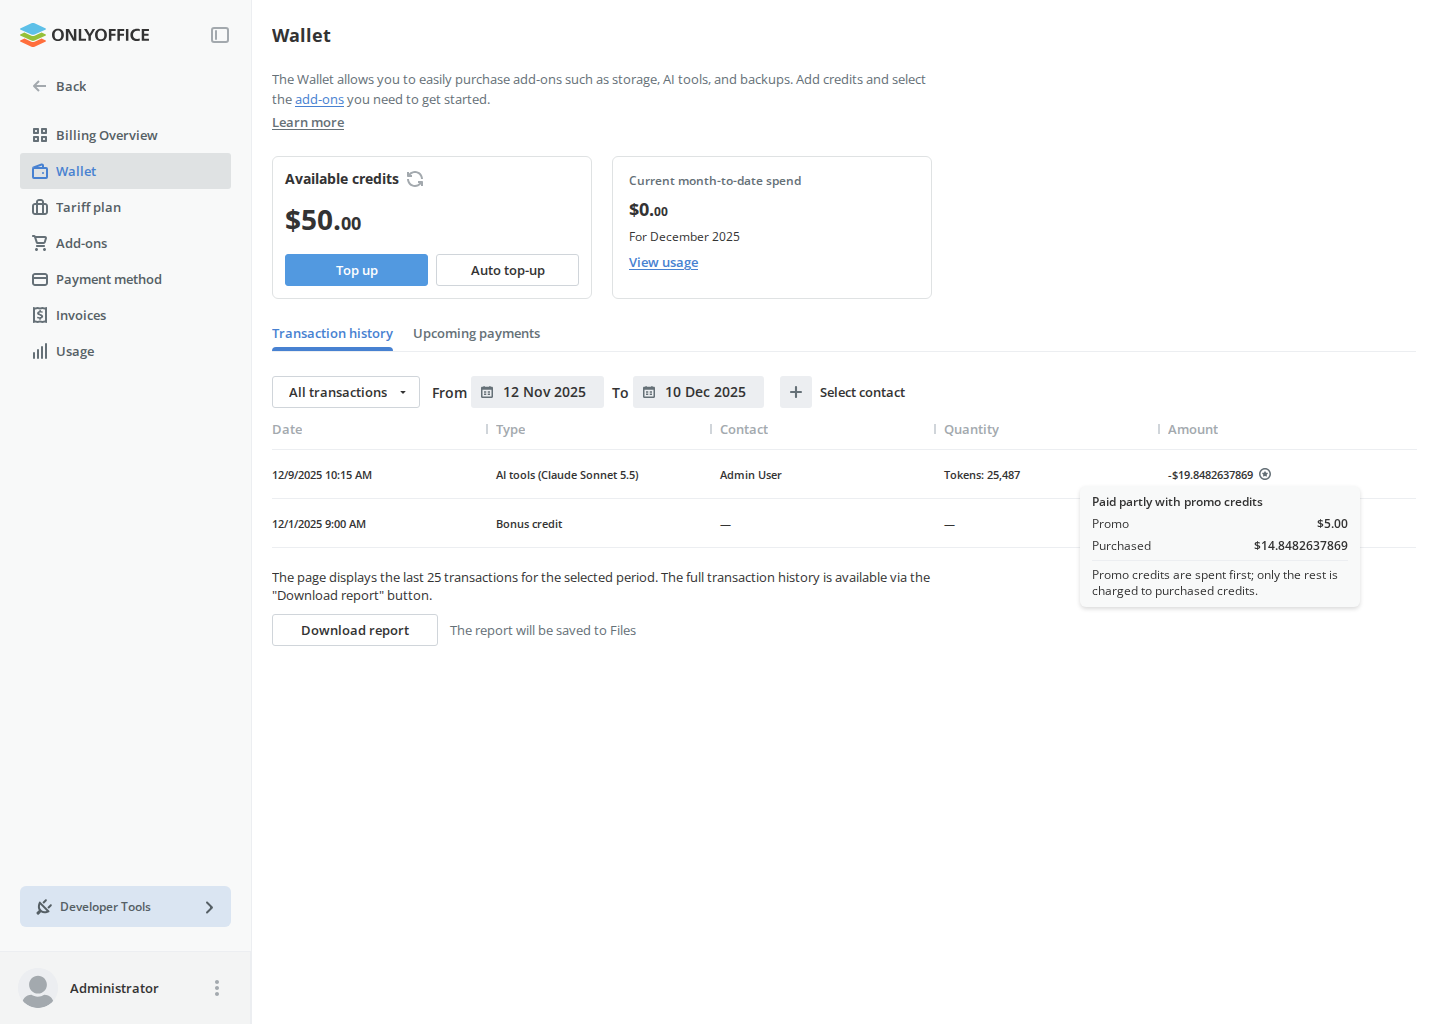 ONLYOFFICE
Back
Billing Overview
Wallet
Tariff plan
Add-ons
Payment method
Invoices
Usage
Developer Tools
Administrator
Wallet
The Wallet allows you to easily purchase add-ons such as storage, AI tools, and backups. Add credits and select
the add-ons you need to get started.
Learn more
Available credits
$50.00
Top up
Auto top-up
Current month-to-date spend
$0.00
For December 2025
View usage
Transaction history
Upcoming payments
All transactions
From
12 Nov 2025
To
10 Dec 2025
Select contact
Date
Type
Contact
Quantity
Amount
12/9/2025 10:15 AM
AI tools (Claude Sonnet 5.5)
Admin User
Tokens: 25,487
-$19.8482637869
12/1/2025 9:00 AM
Bonus credit
—
—
Paid partly with promo credits
Promo
$5.00
Purchased
$14.8482637869
Promo credits are spent first; only the rest is
charged to purchased credits.
The page displays the last 25 transactions for the selected period. The full transaction history is available via the
"Download report" button.
Download report
The report will be saved to Files